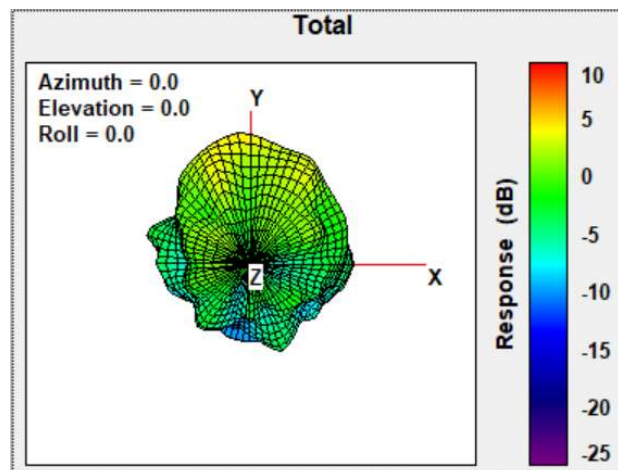 Total
Azimuth = 0.0
Elevation = 0.0
Roll = 0.0
Y
X
Z
10
5
0
-5
-10
-15
-20
-25
Response (dB)